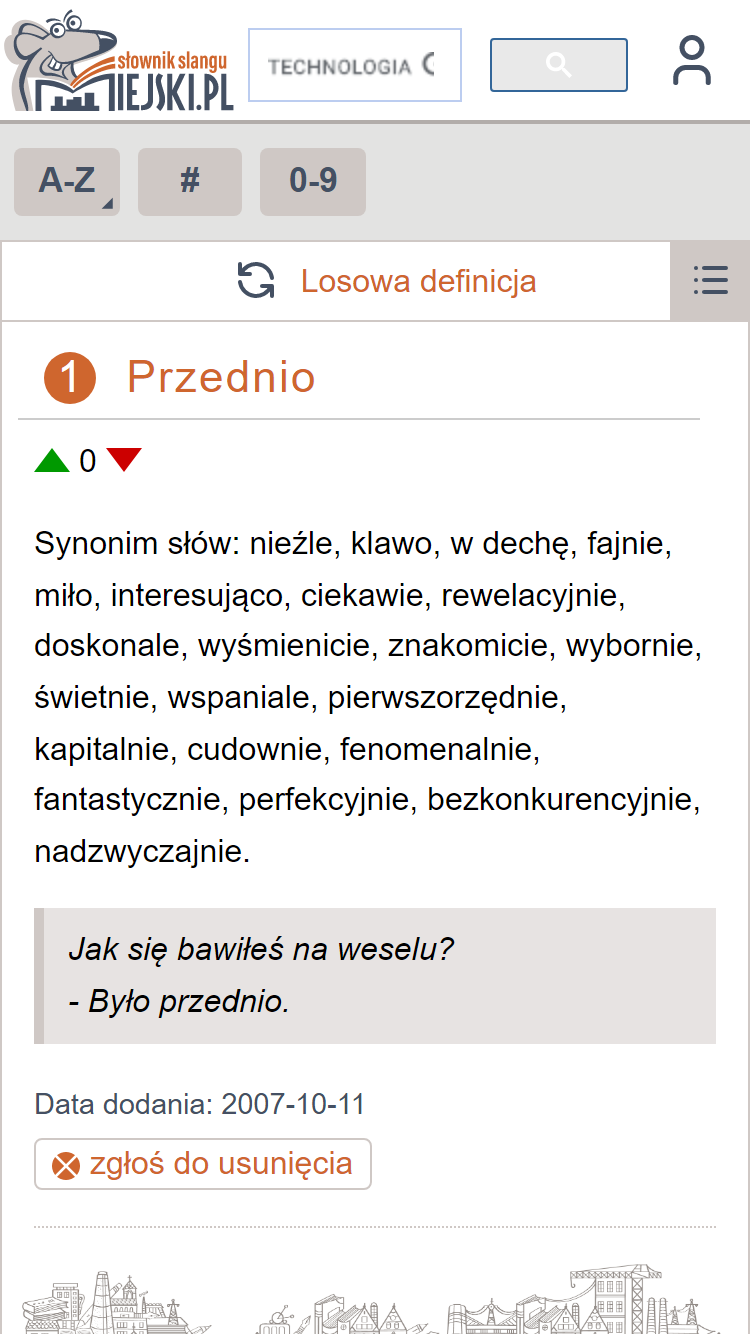 słownik slangu
MIEJSKI.PL
TECHNOLOGIA
A-Z
#
0-9
Losowa definicja
1 Przednio
0
Synonim słów: nieźle, klawo, w dechę, fajnie,
miło, interesująco, ciekawie, rewelacyjnie,
doskonale, wyśmienicie, znakomicie, wybornie,
świetnie, wspaniale, pierwszorzędnie,
kapitalnie, cudownie, fenomenalnie,
fantastycznie, perfekcyjnie, bezkonkurencyjnie,
nadzwyczajnie.
Jak się bawiłeś na weselu?
- Było przednio.
Data dodania: 2007-10-11
zgłoś do usunięcia